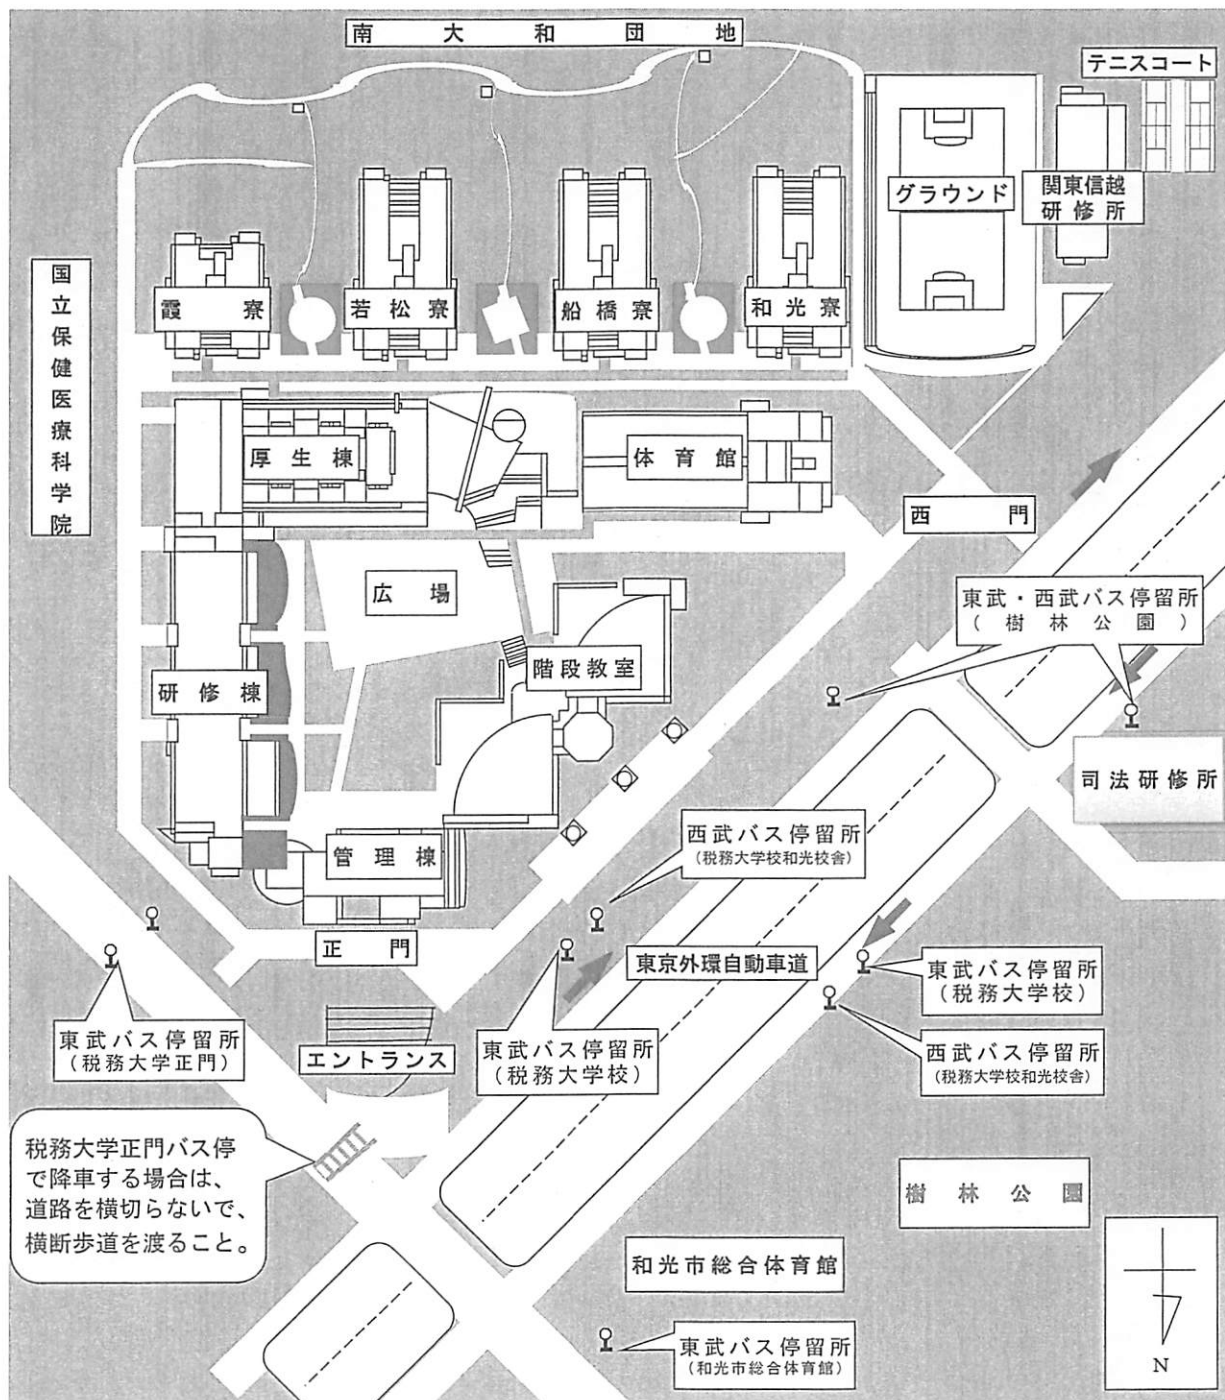 南大和団地
テニスコート
グラウンド
関東信越
研修所
国立保健医療科学院
霞寮
若松寮
船橋寮
和光寮
厚生棟
体育館
西門
広場
東武・西武バス停留所
(樹林公園)
階段教室
研修棟
司法研修所
西武バス停留所
(税務大学校和光校舎)
管理棟
正門
東京外環自動車道
東武バス停留所
(税務大学校)
東武バス停留所
(税務大学正門)
エントランス
東武バス停留所
(税務大学校)
西武バス停留所
(税務大学校和光校舎)
税務大学正門バス停
で降車する場合は、
道路を横切らないで、
横断歩道を渡ること。
樹林公園
和光市総合体育館
東武バス停留所
(和光市総合体育館)
N